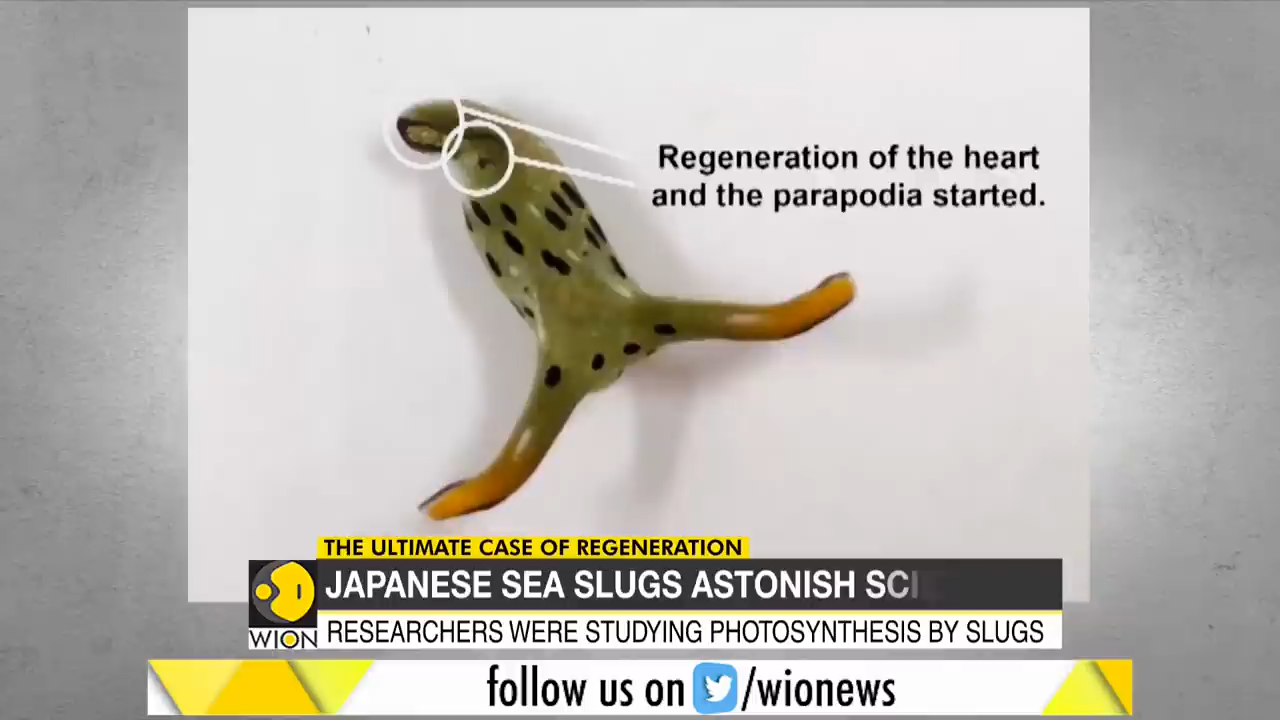 Regeneration of the heart
and the parapodia started.
THE ULTIMATE CASE OF REGENERATION
JAPANESE SEA SLUGS ASTONISH SCI
WION
RESEARCHERS WERE STUDYING PHOTOSYNTHESIS BY SLUGS
follow us on /wionews